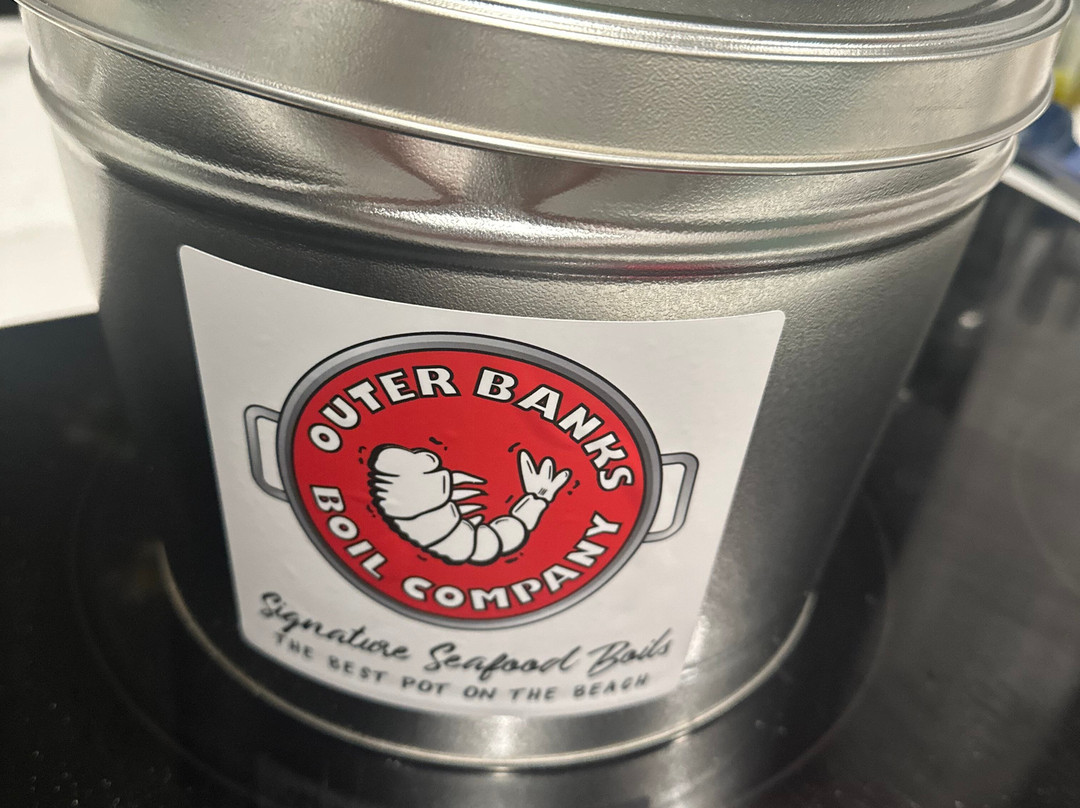 OUTER BANKS
BOIL COMPANY
Signature Seafood Boils
THE BEST POT ON THE BEACH